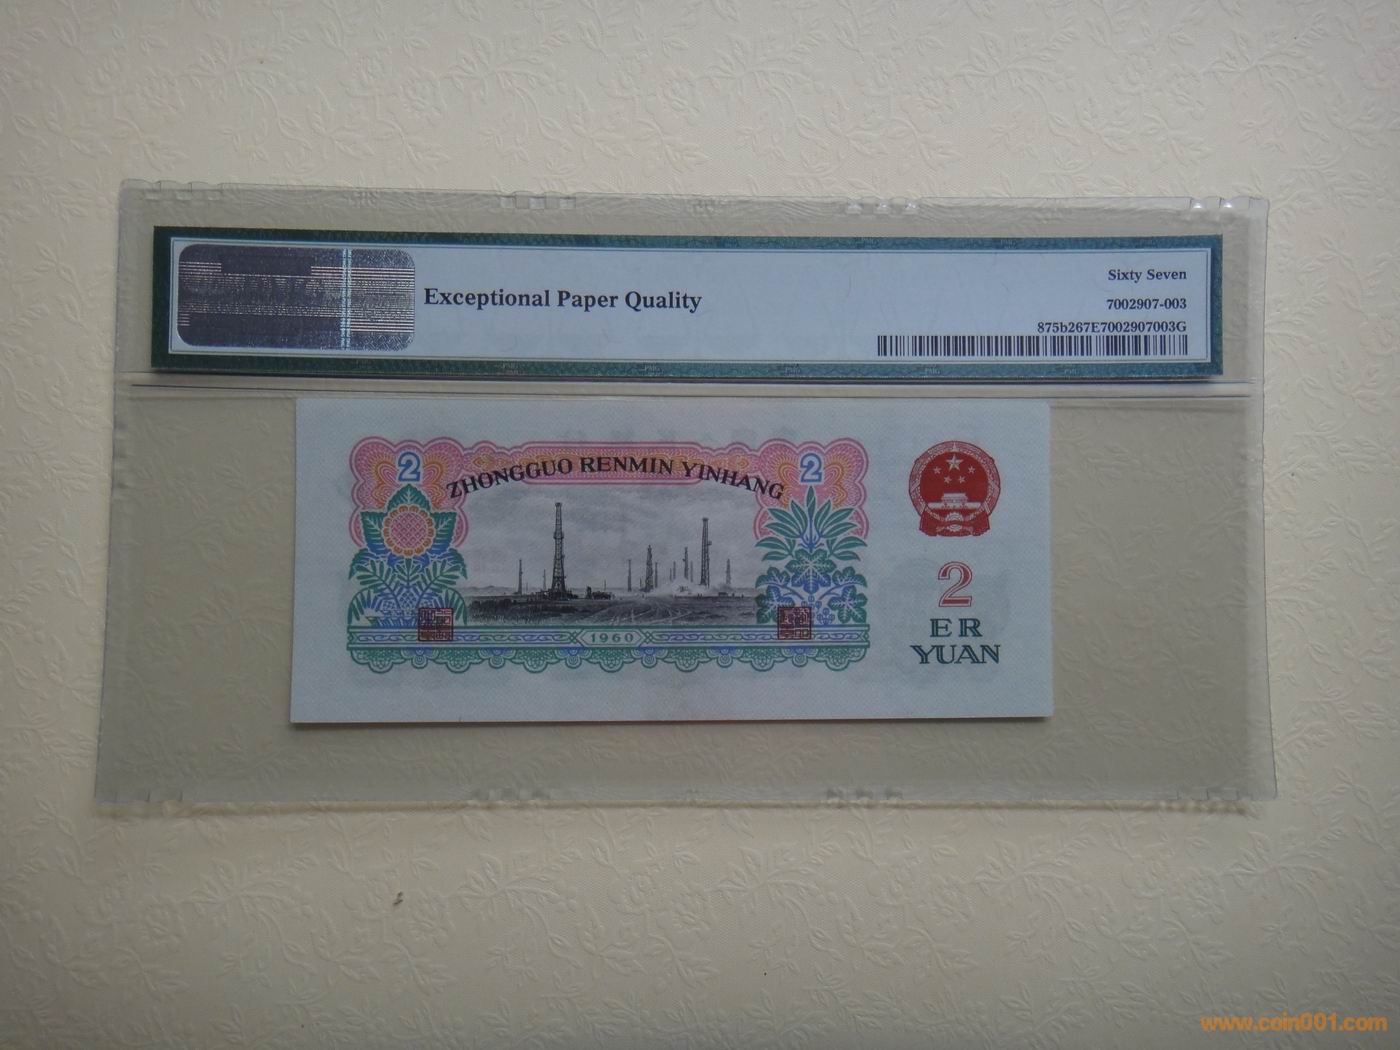 Exceptional Paper Quality
Sixty Seven
7002907-003
875b267E7002907003G
2
ZHONGGUO RENMIN YINHANG
2
1960
2
ER
YUAN
www.coin001.com